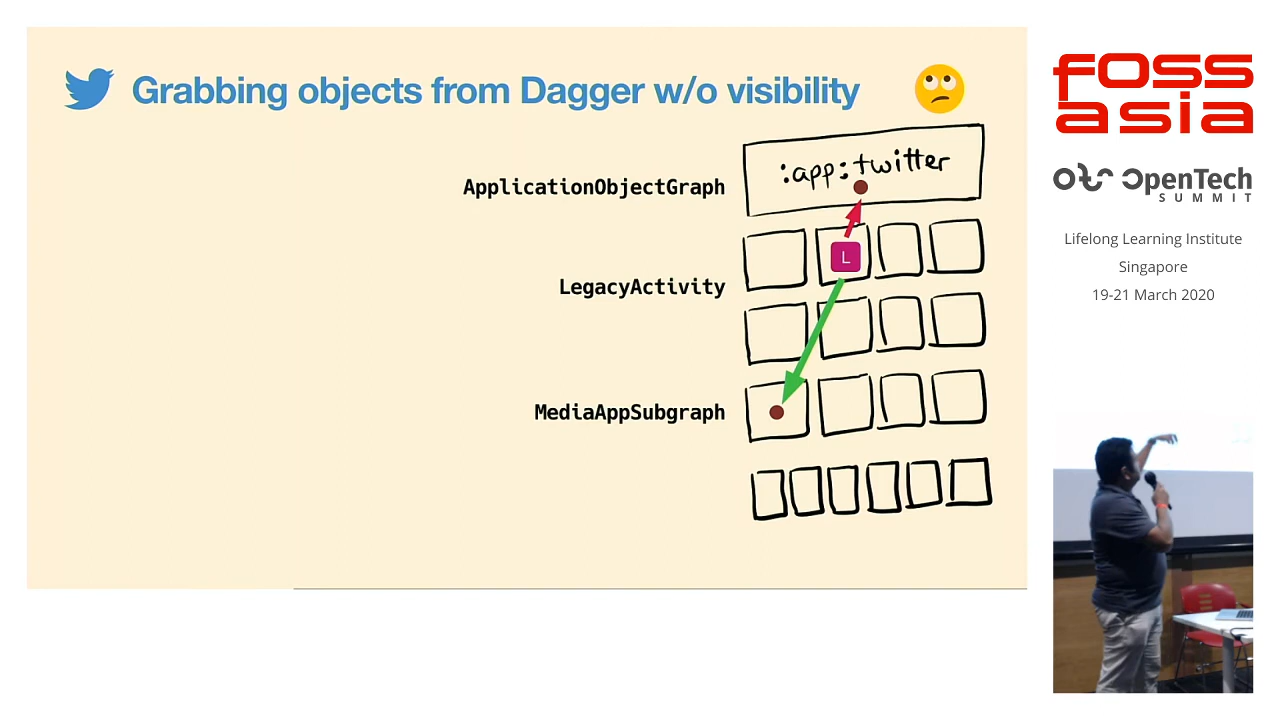 Grabbing objects from Dagger w/o visibility
:app:twitter
ApplicationObjectGraph
L
LegacyActivity
MediaAppSubgraph
FOSS
asia
OTS OpenTech
SUMMIT
Lifelong Learning Institute
Singapore
19-21 March 2020